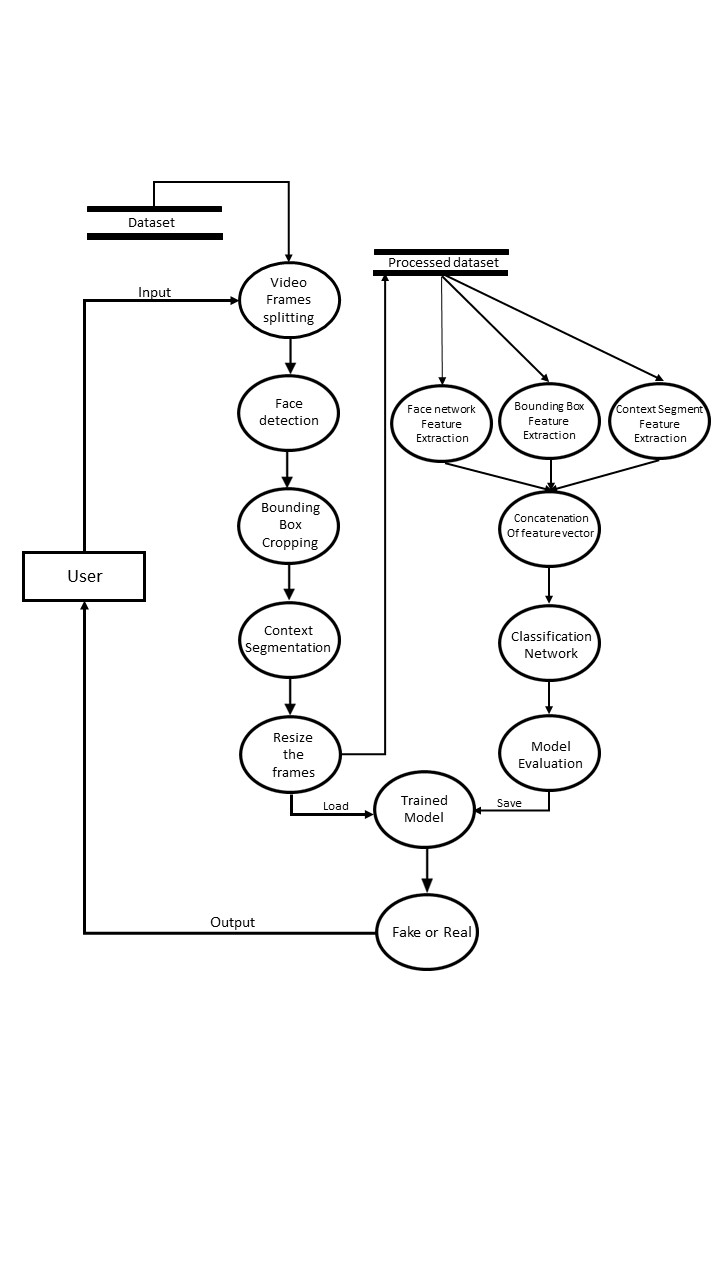 Dataset
Processed dataset
Input
Video
Frames
splitting
Face
detection
Bounding
Box
Cropping
Context
Segmentation
Resize
the
frames
User
Face network
Feature
Extraction
Bounding Box
Feature
Extraction
Context Segment
Feature
Extraction
Concatenation
Of feature vector
Classification
Network
Model
Evaluation
Load
Trained
Model
Save
Fake or Real
Output